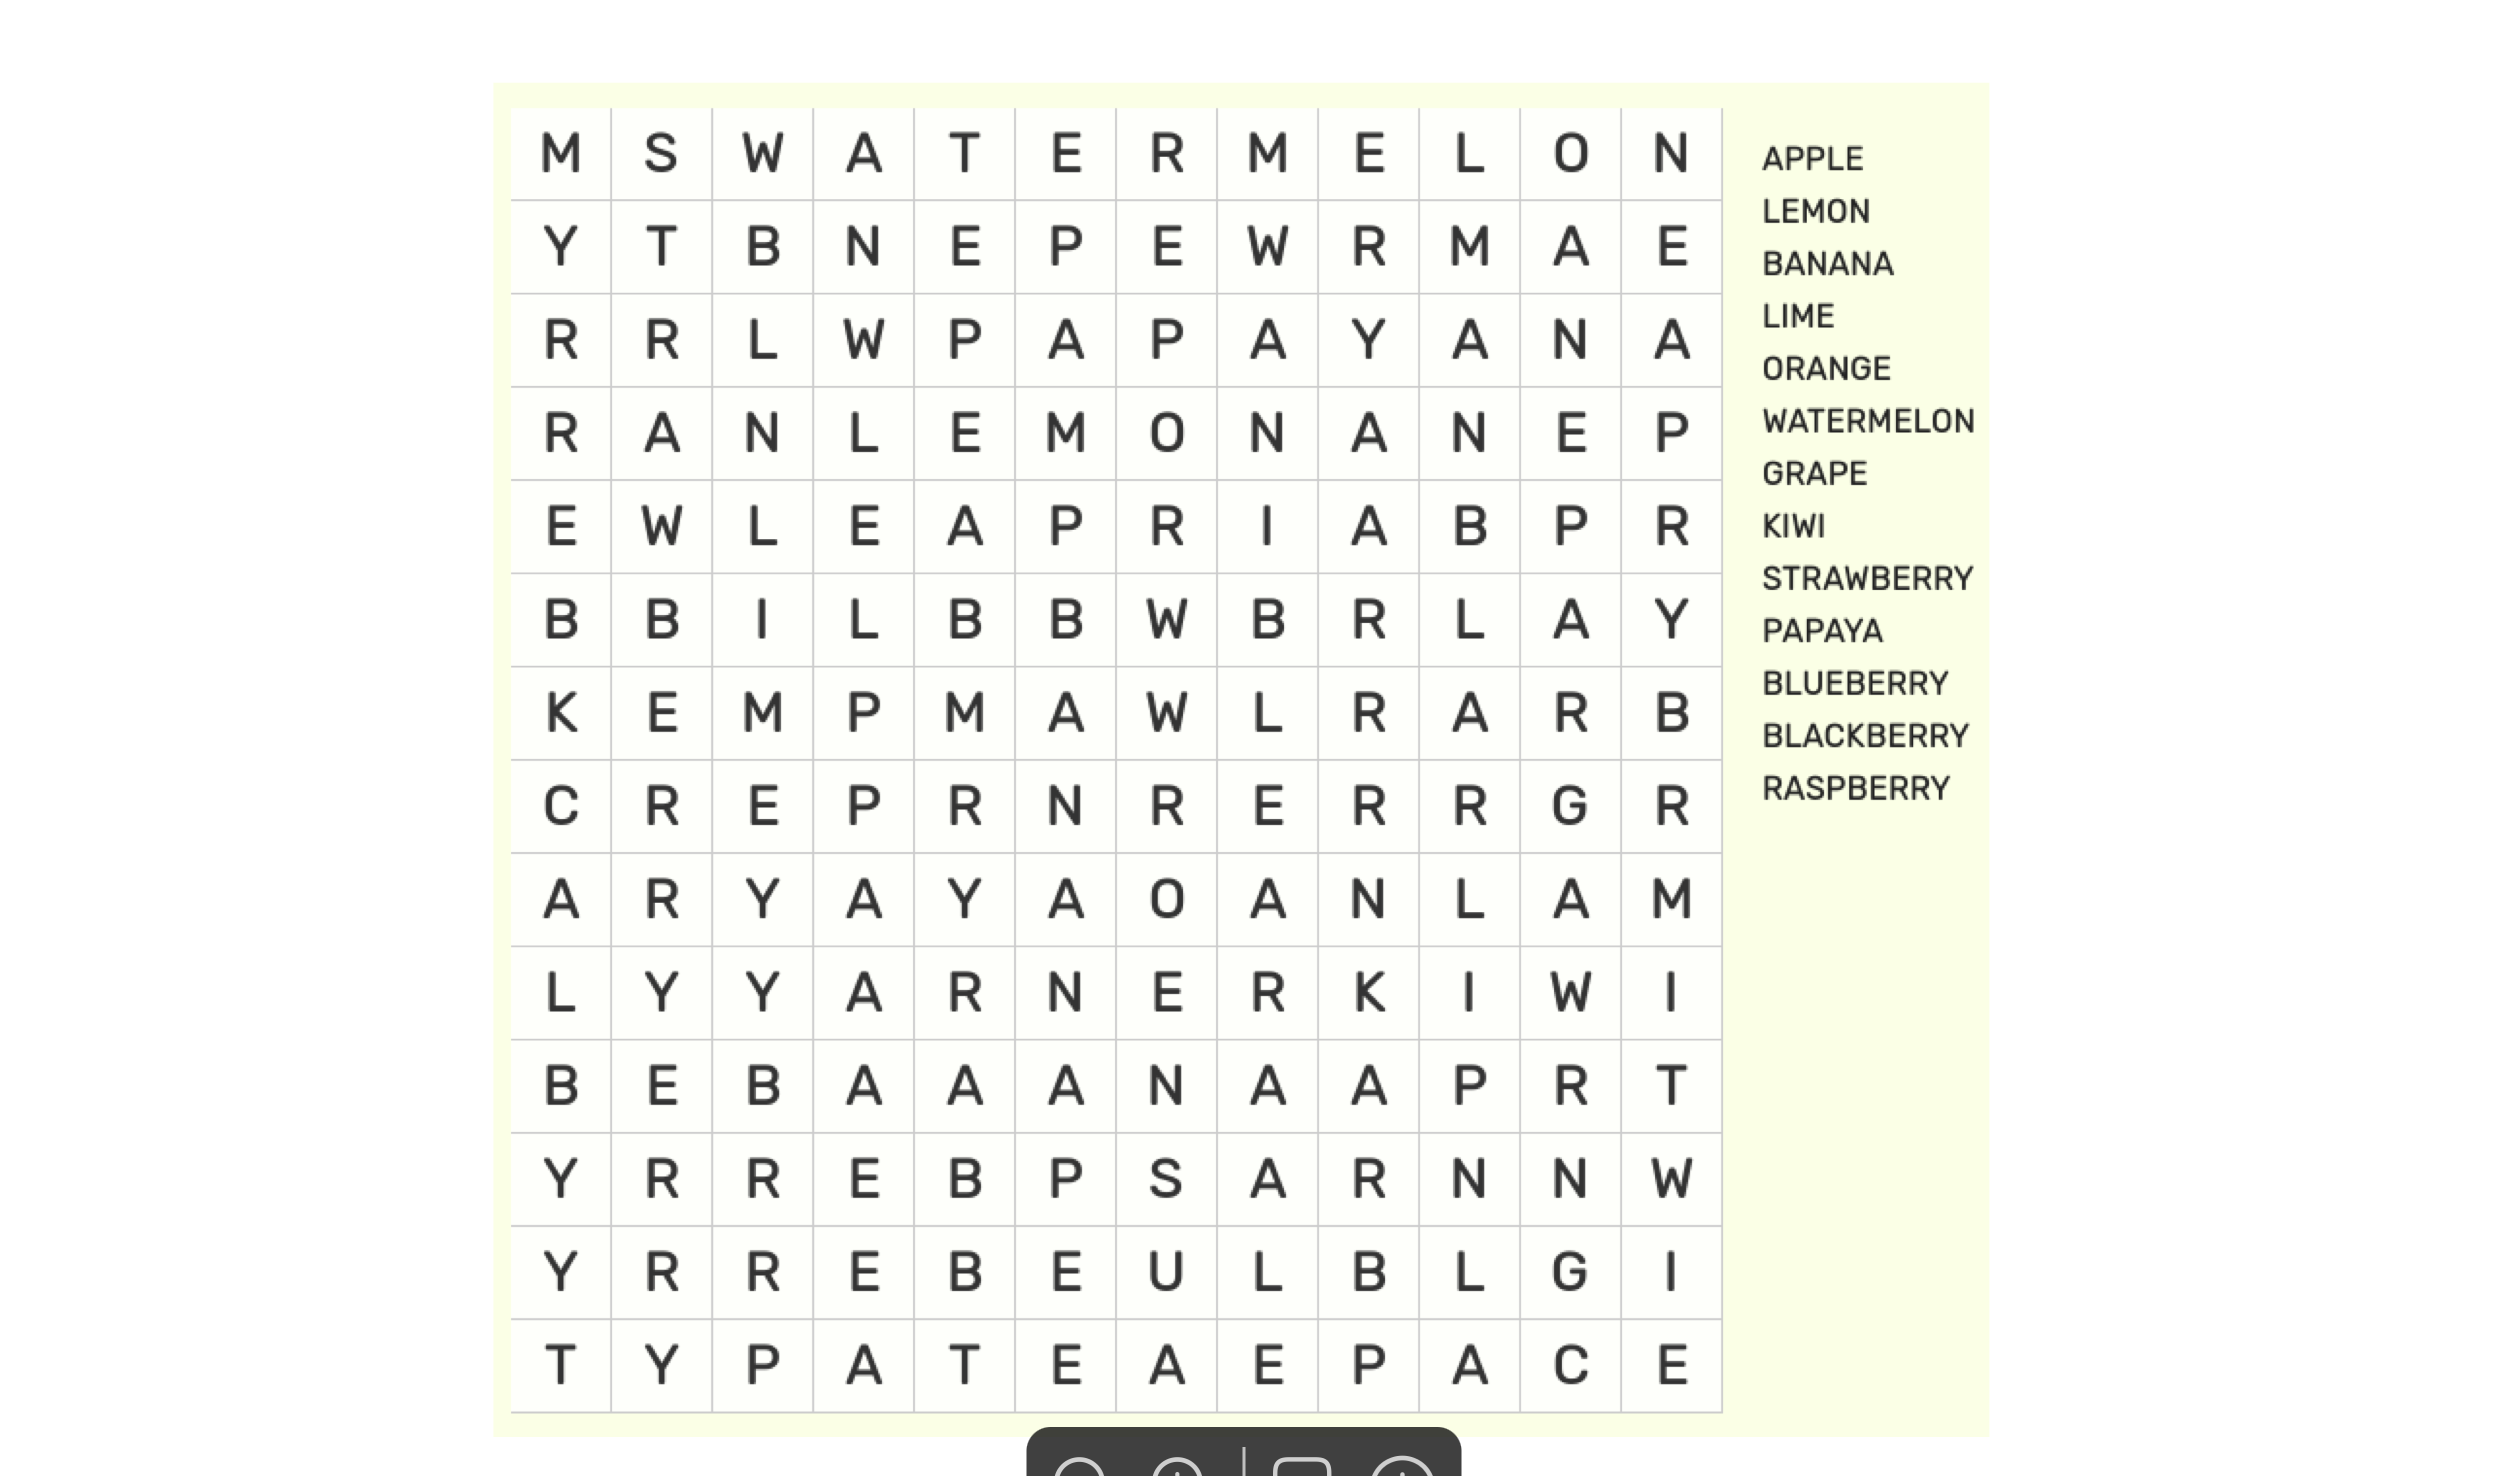 M S W A T E R M E L O N
Y T B N E P E W R M A E
R R L W P A P A Y A N A
R A N L E M O N A N E P
E W L E A P R I A B P R
B B I L B B W B R L A Y
K E M P M A W L R A R B
C R E P R N R E R R G R
A R Y A Y A O A N L A M
L Y Y A R N E R K I W I
B E B A A A N A A P R T
Y R R E B P S A R N N W
Y R R E B E U L B L G I
T Y P A T E A E P A C E
APPLE
LEMON
BANANA
LIME
ORANGE
WATERMELON
GRAPE
KIWI
STRAWBERRY
PAPAYA
BLUEBERRY
BLACKBERRY
RASPBERRY